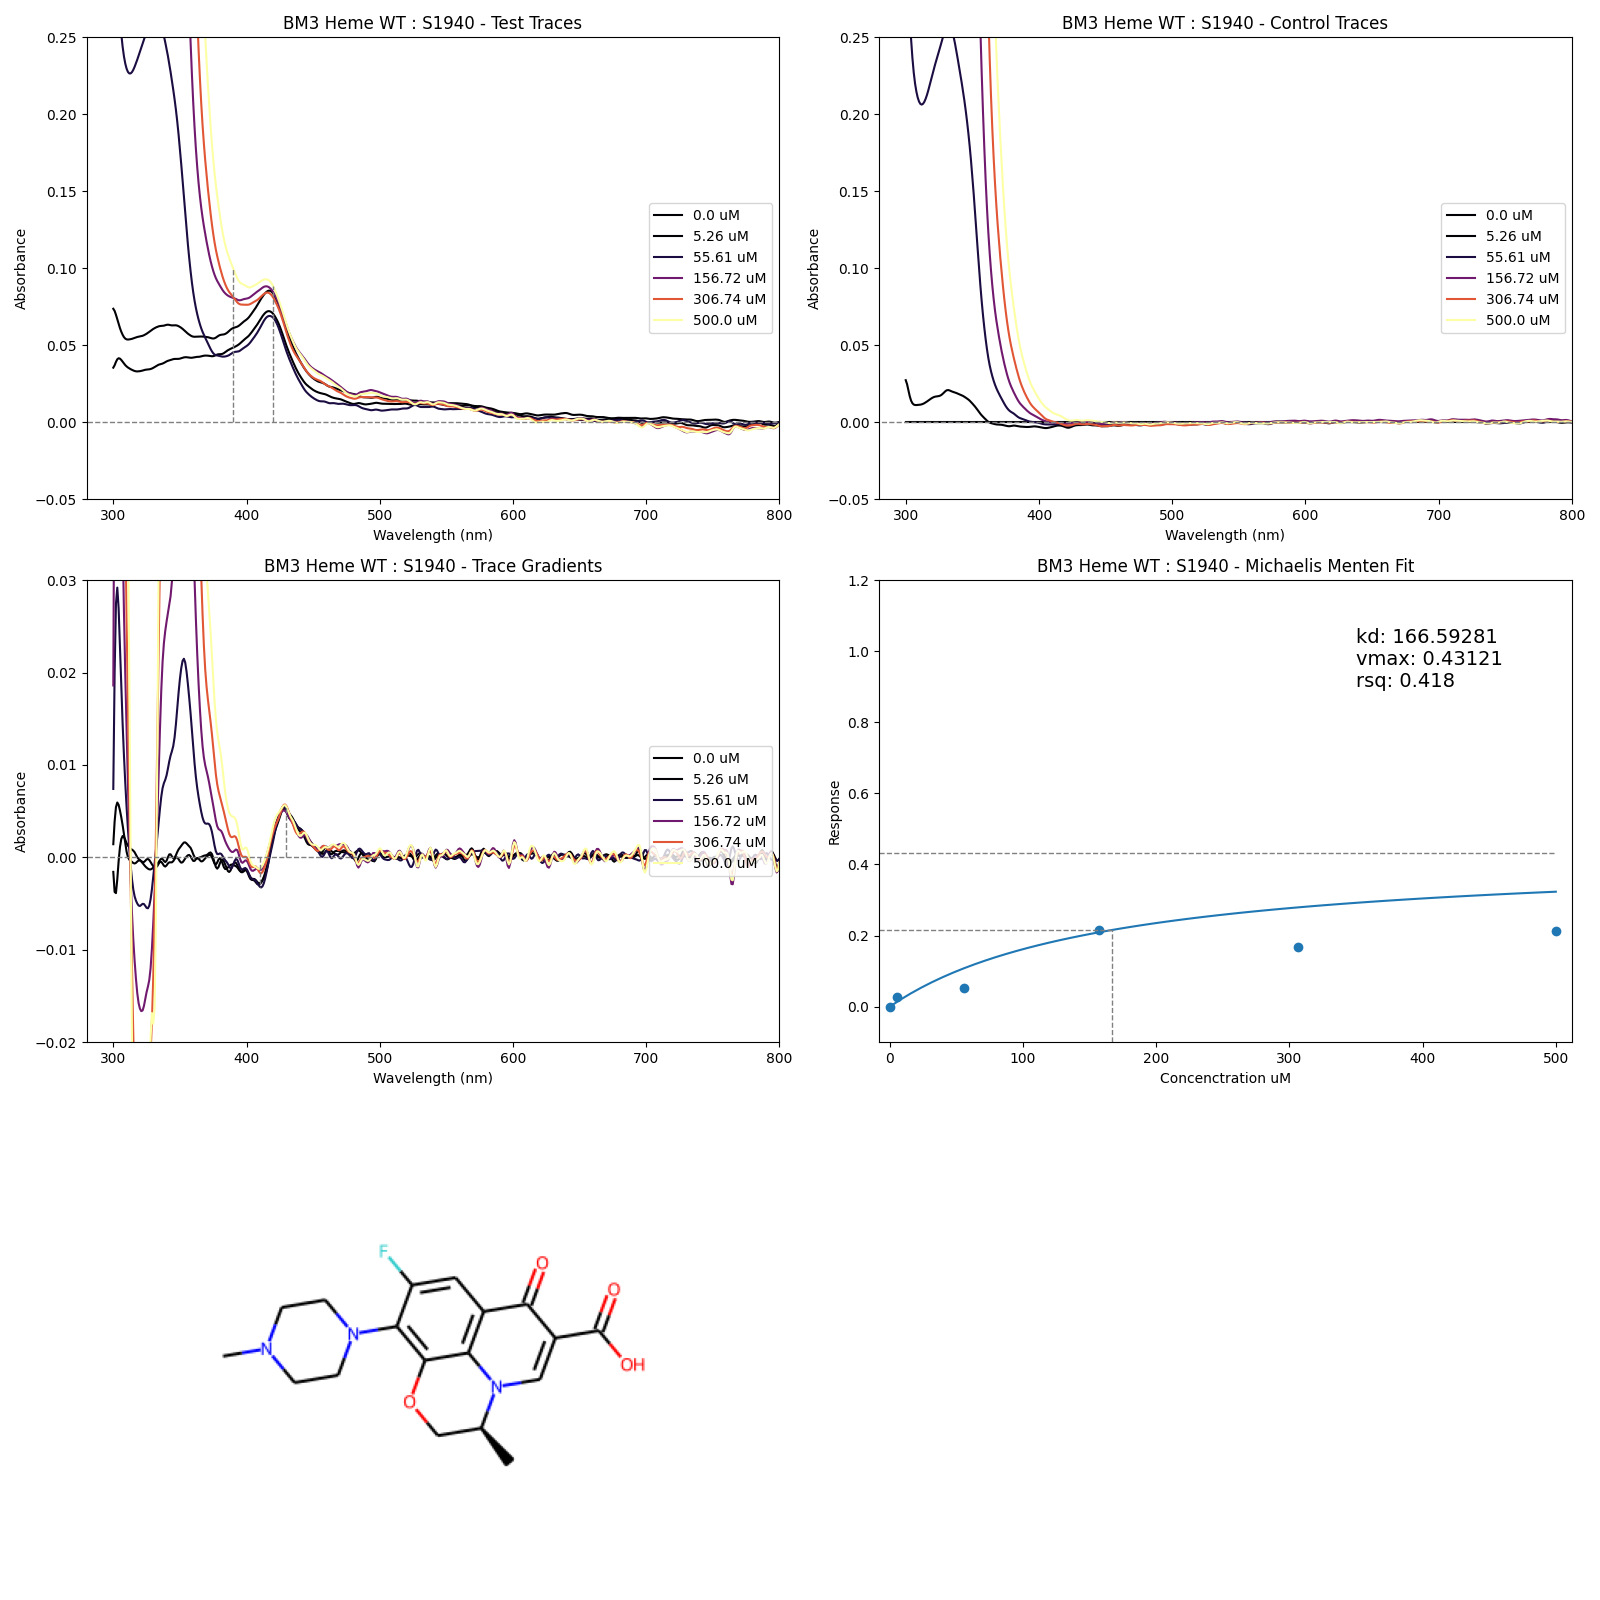 BM3 Heme WT : S1940 - Test Traces
Absorbance
0.25
0.20
0.15
0.10
0.05
0.00
−0.05
300 400 500 600 700 800
Wavelength (nm)
0.0 uM
5.26 uM
55.61 uM
156.72 uM
306.74 uM
500.0 uM
BM3 Heme WT : S1940 - Control Traces
Absorbance
0.25
0.20
0.15
0.10
0.05
0.00
−0.05
300 400 500 600 700 800
Wavelength (nm)
0.0 uM
5.26 uM
55.61 uM
156.72 uM
306.74 uM
500.0 uM
BM3 Heme WT : S1940 - Trace Gradients
Absorbance
0.03
0.02
0.01
0.00
−0.01
−0.02
300 400 500 600 700 800
Wavelength (nm)
0.0 uM
5.26 uM
55.61 uM
156.72 uM
306.74 uM
500.0 uM
BM3 Heme WT : S1940 - Michaelis Menten Fit
Response
1.2
1.0
0.8
0.6
0.4
0.2
0.0
0 100 200 300 400 500
Concenctration uM
kd: 166.59281
vmax: 0.43121
rsq: 0.418
F
O
O
N
N
OH
N
O